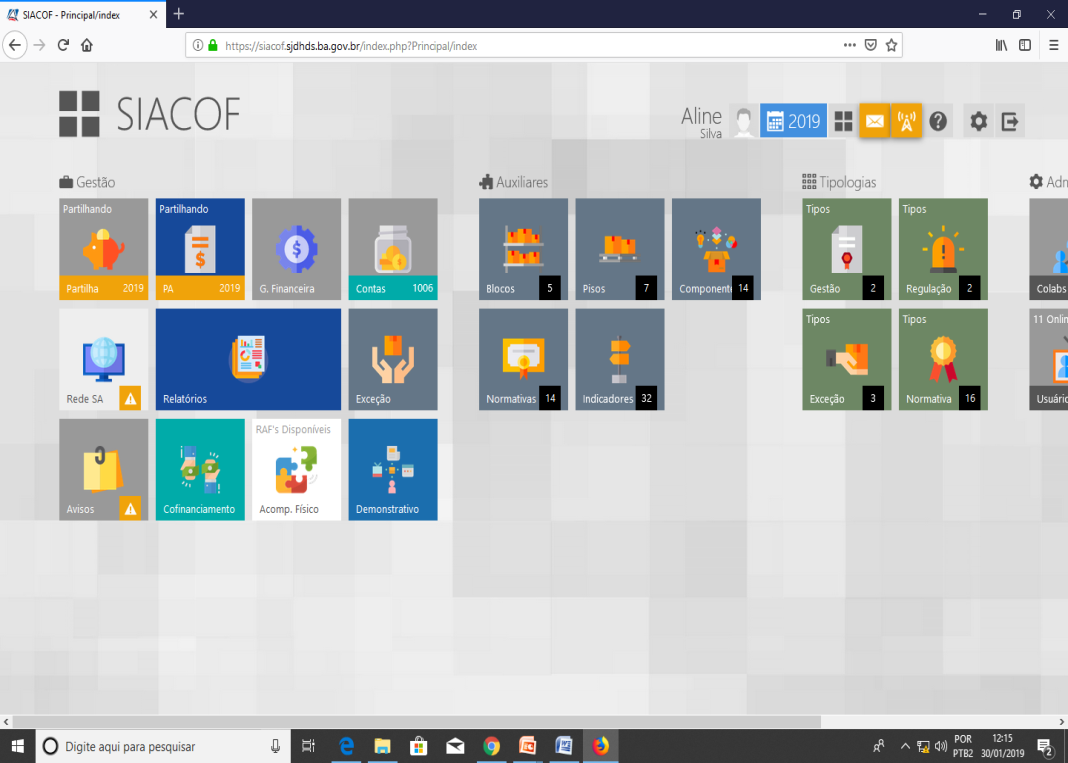 SIACOF - Principal/index
https://siacof.sjdhds.ba.gov.br/index.php?Principal/index
SIACOF
Aline
Silva
2019
Gestão
Partilhando
Partilha 2019
Partilhando
PA 2019
G. Financeira
Contas 1006
Rede SA
Relatórios
Exceção
Avisos
Cofinanciamento
RAF's Disponíveis
Acomp. Físico
Demonstrativo
Auxiliares
Blocos 5
Pisos 7
Component 14
Normativas 14
Indicadores 32
Tipologias
Tipos
Gestão 2
Tipos
Regulação 2
Tipos
Exceção 3
Tipos
Normativa 16
Adm
Colabs
11 Onlin
Usuário
Digite aqui para pesquisar
POR
PTB2
12:15
30/01/2019
2